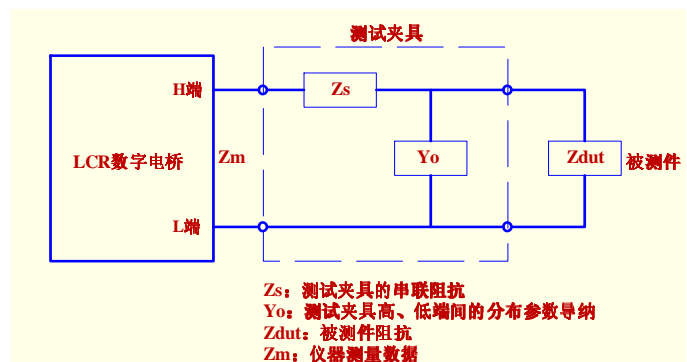 测试夹具
H端
Zs
LCR数字电桥
Zm
Yo
Zdut
被测件
L端
Zs：测试夹具的串联阻抗
Yo：测试夹具高、低端间的分布参数导纳
Zdut：被测件阻抗
Zm：仪器测量数据